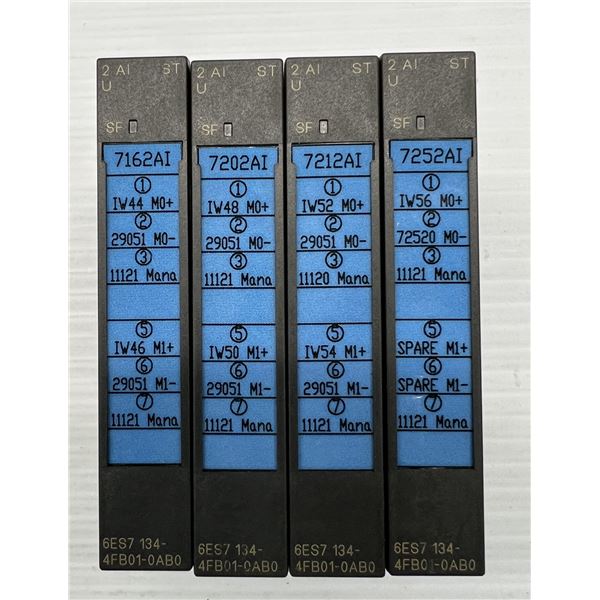 2 AI ST
U
SF
7162AI
①
IW44 M0+
②
29051 M0-
③
11121 Mana
⑤
IW46 M1+
⑥
29051 M1-
⑦
11121 Mana
6ES7 134-
4FB01-0AB0
2 AI ST
U
SF
7202AI
①
IW48 M0+
②
29051 M0-
③
11121 Mana
⑤
IW50 M1+
⑥
29051 M1-
⑦
11121 Mana
6ES7 134-
4FB01-0AB0
2 AI ST
U
SF
7212AI
①
IW52 M0+
②
29051 M0-
③
11120 Mana
⑤
IW54 M1+
⑥
29051 M1-
⑦
11121 Mana
6ES7 134-
4FB01-0AB0
2 AI ST
U
SF
7252AI
①
IW56 M0+
②
72520 M0-
③
11121 Mana
⑤
SPARE M1+
⑥
SPARE M1-
⑦
11121 Mana
6ES7 134-
4FB01-0AB0